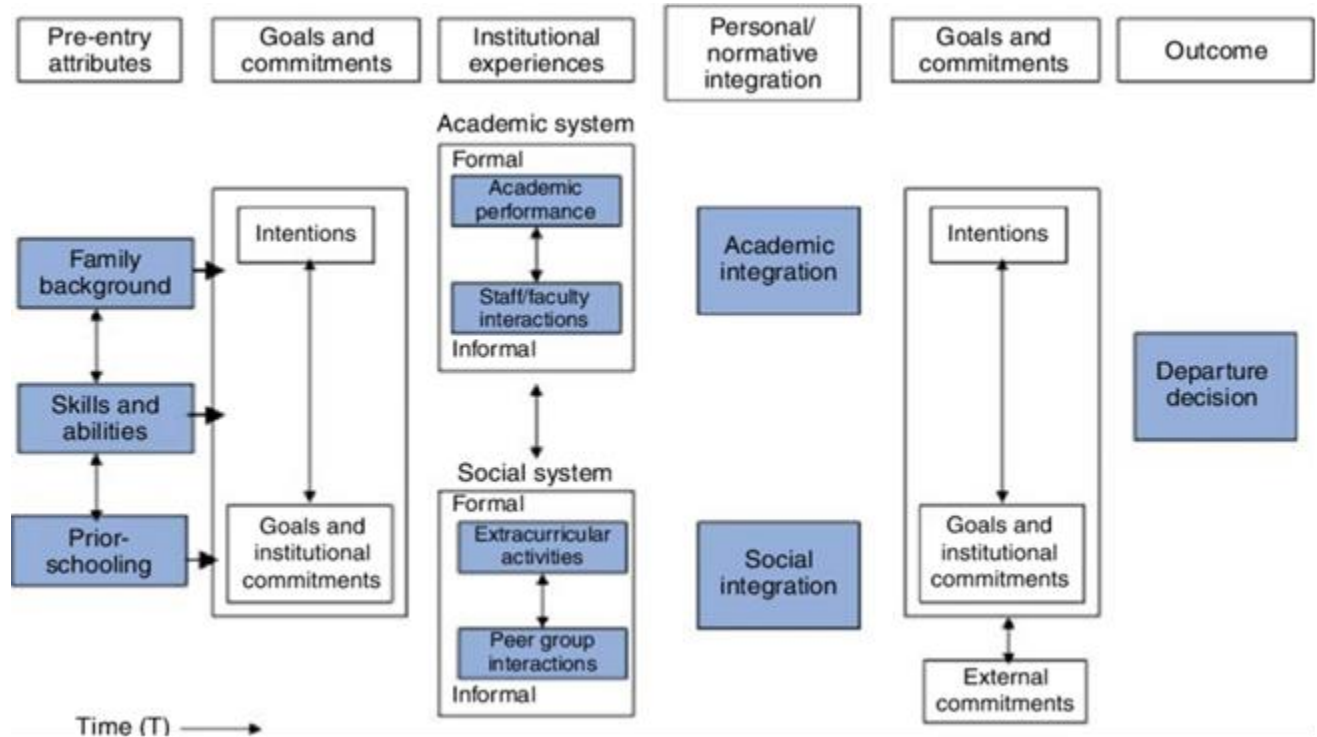 Pre-entry
attributes
Goals and
commitments
Institutional
experiences
Personal/
normative
integration
Goals and
commitments
Outcome
Family
background
Skills and
abilities
Prior-
schooling
Intentions
Goals and
institutional
commitments
Academic system
Formal
Academic
performance
Staff/faculty
interactions
Informal
Social system
Formal
Extracurricular
activities
Peer group
interactions
Informal
Academic
integration
Social
integration
Intentions
Goals and
institutional
commitments
External
commitments
Departure
decision
Time (T)